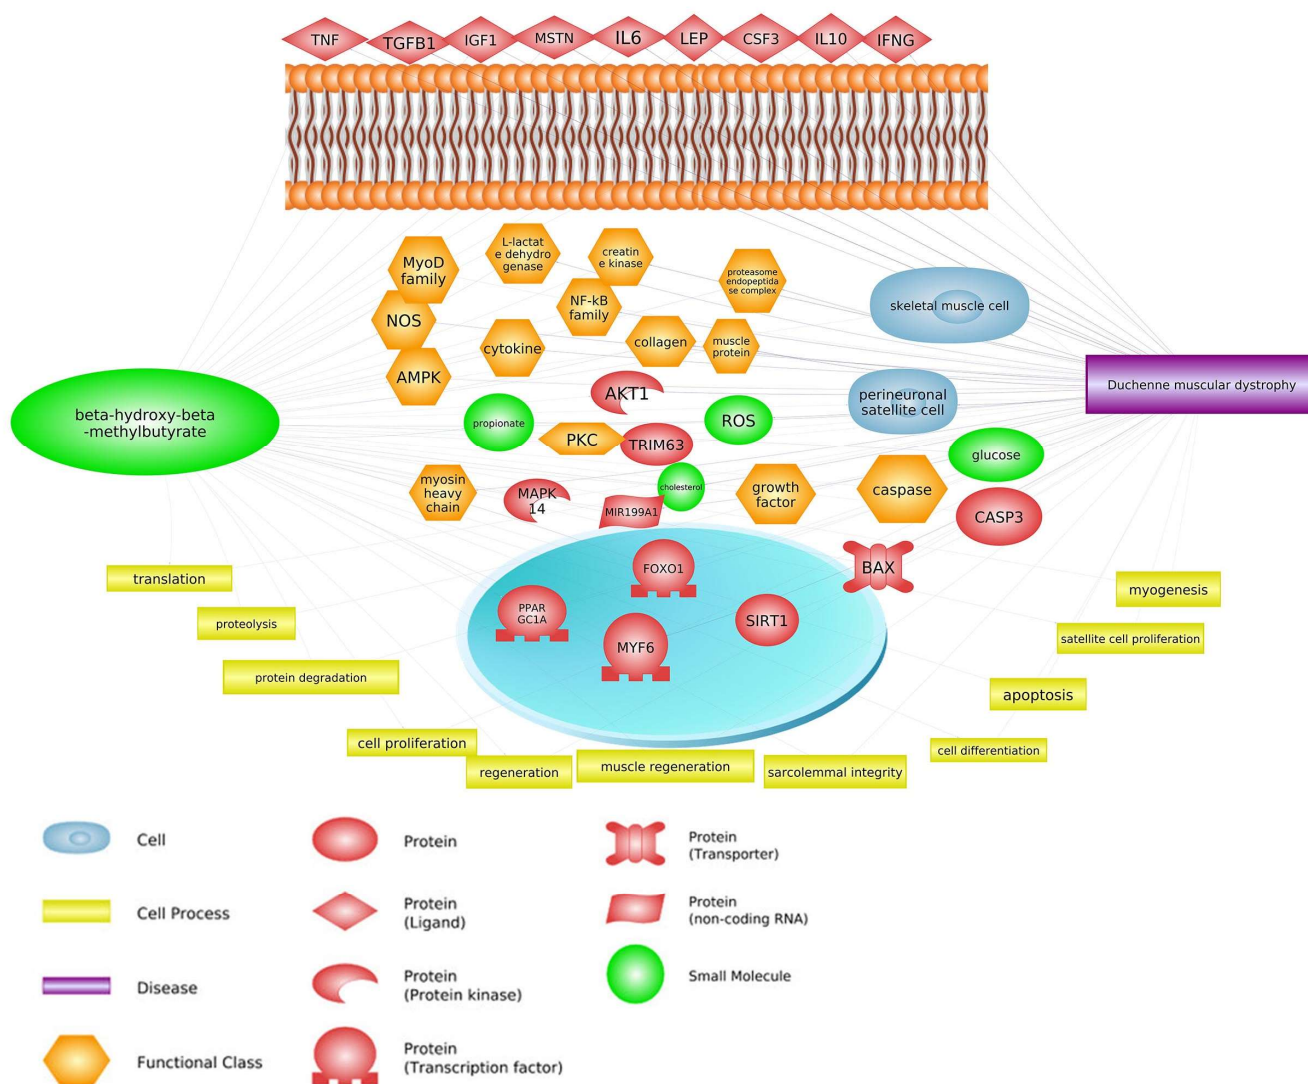 TNF
TGFB1
IGF1
MSTN
IL6
LEP
CSF3
IL10
IFNG
MyoD
family
L-lactat
e dehydro
genase
creatin
e kinase
proteasome
endopeptida
se complex
NF-kB
family
NOS
skeletal muscle cell
cytokine
collagen
muscle
protein
AMPK
AKT1
Duchenne muscular dystrophy
perineuronal
satellite cell
beta-hydroxy-beta
-methylbutyrate
propionate
PKC
TRIM63
ROS
glucose
myosin
heavy
chain
MAPK
14
cholesterol
MIR199A1
growth
factor
caspase
CASP3
FOXO1
BAX
translation
myogenesis
PPAR
GC1A
MYF6
SIRT1
proteolysis
satellite cell proliferation
protein degradation
apoptosis
cell proliferation
regeneration
muscle regeneration
sarcolemmal integrity
cell differentiation
Cell
Protein
Protein
(Transporter)
Cell Process
Protein
(Ligand)
Protein
(non-coding RNA)
Disease
Protein
(Protein kinase)
Small Molecule
Functional Class
Protein
(Transcription factor)